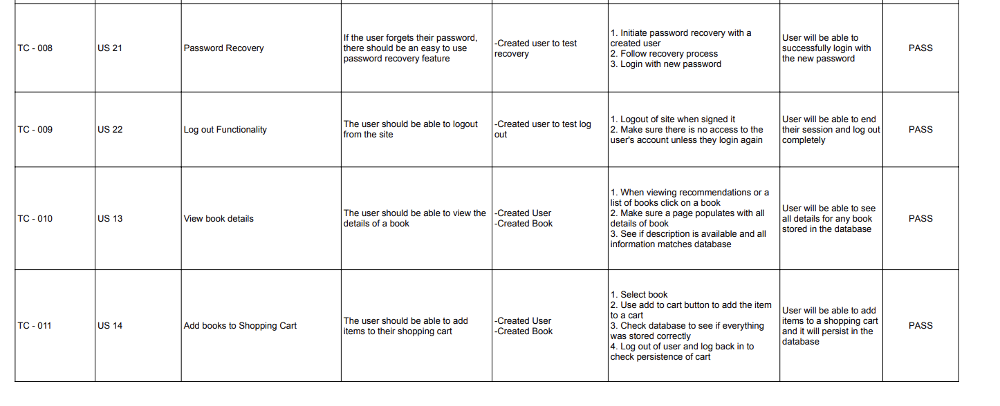 TC - 008
US 21
Password Recovery
If the user forgets their password,
there should be an easy to use
password recovery feature
-Created user to test
recovery
1. Initiate password recovery with a
created user
2. Follow recovery process
3. Login with new password
User will be able to
successfully login with
the new password
PASS
TC - 009
US 22
Log out Functionality
The user should be able to logout
from the site
-Created user to test log
out
1. Logout of site when signed it
2. Make sure there is no access to the
user's account unless they login again
User will be able to end
their session and log out
completely
PASS
TC - 010
US 13
View book details
The user should be able to view the
details of a book
-Created User
-Created Book
1. When viewing recommendations or a
list of books click on a book
2. Make sure a page populates with all
details of book
3. See if description is available and all
information matches database
User will be able to see
all details for any book
stored in the database
PASS
TC - 011
US 14
Add books to Shopping Cart
The user should be able to add
items to their shopping cart
-Created User
-Created Book
1. Select book
2. Use add to cart button to add the item
to a cart
3. Check database to see if everything
was stored correctly
4. Log out of user and log back in to
check persistence of cart
User will be able to add
items to a shopping cart
and it will persist in the
database
PASS